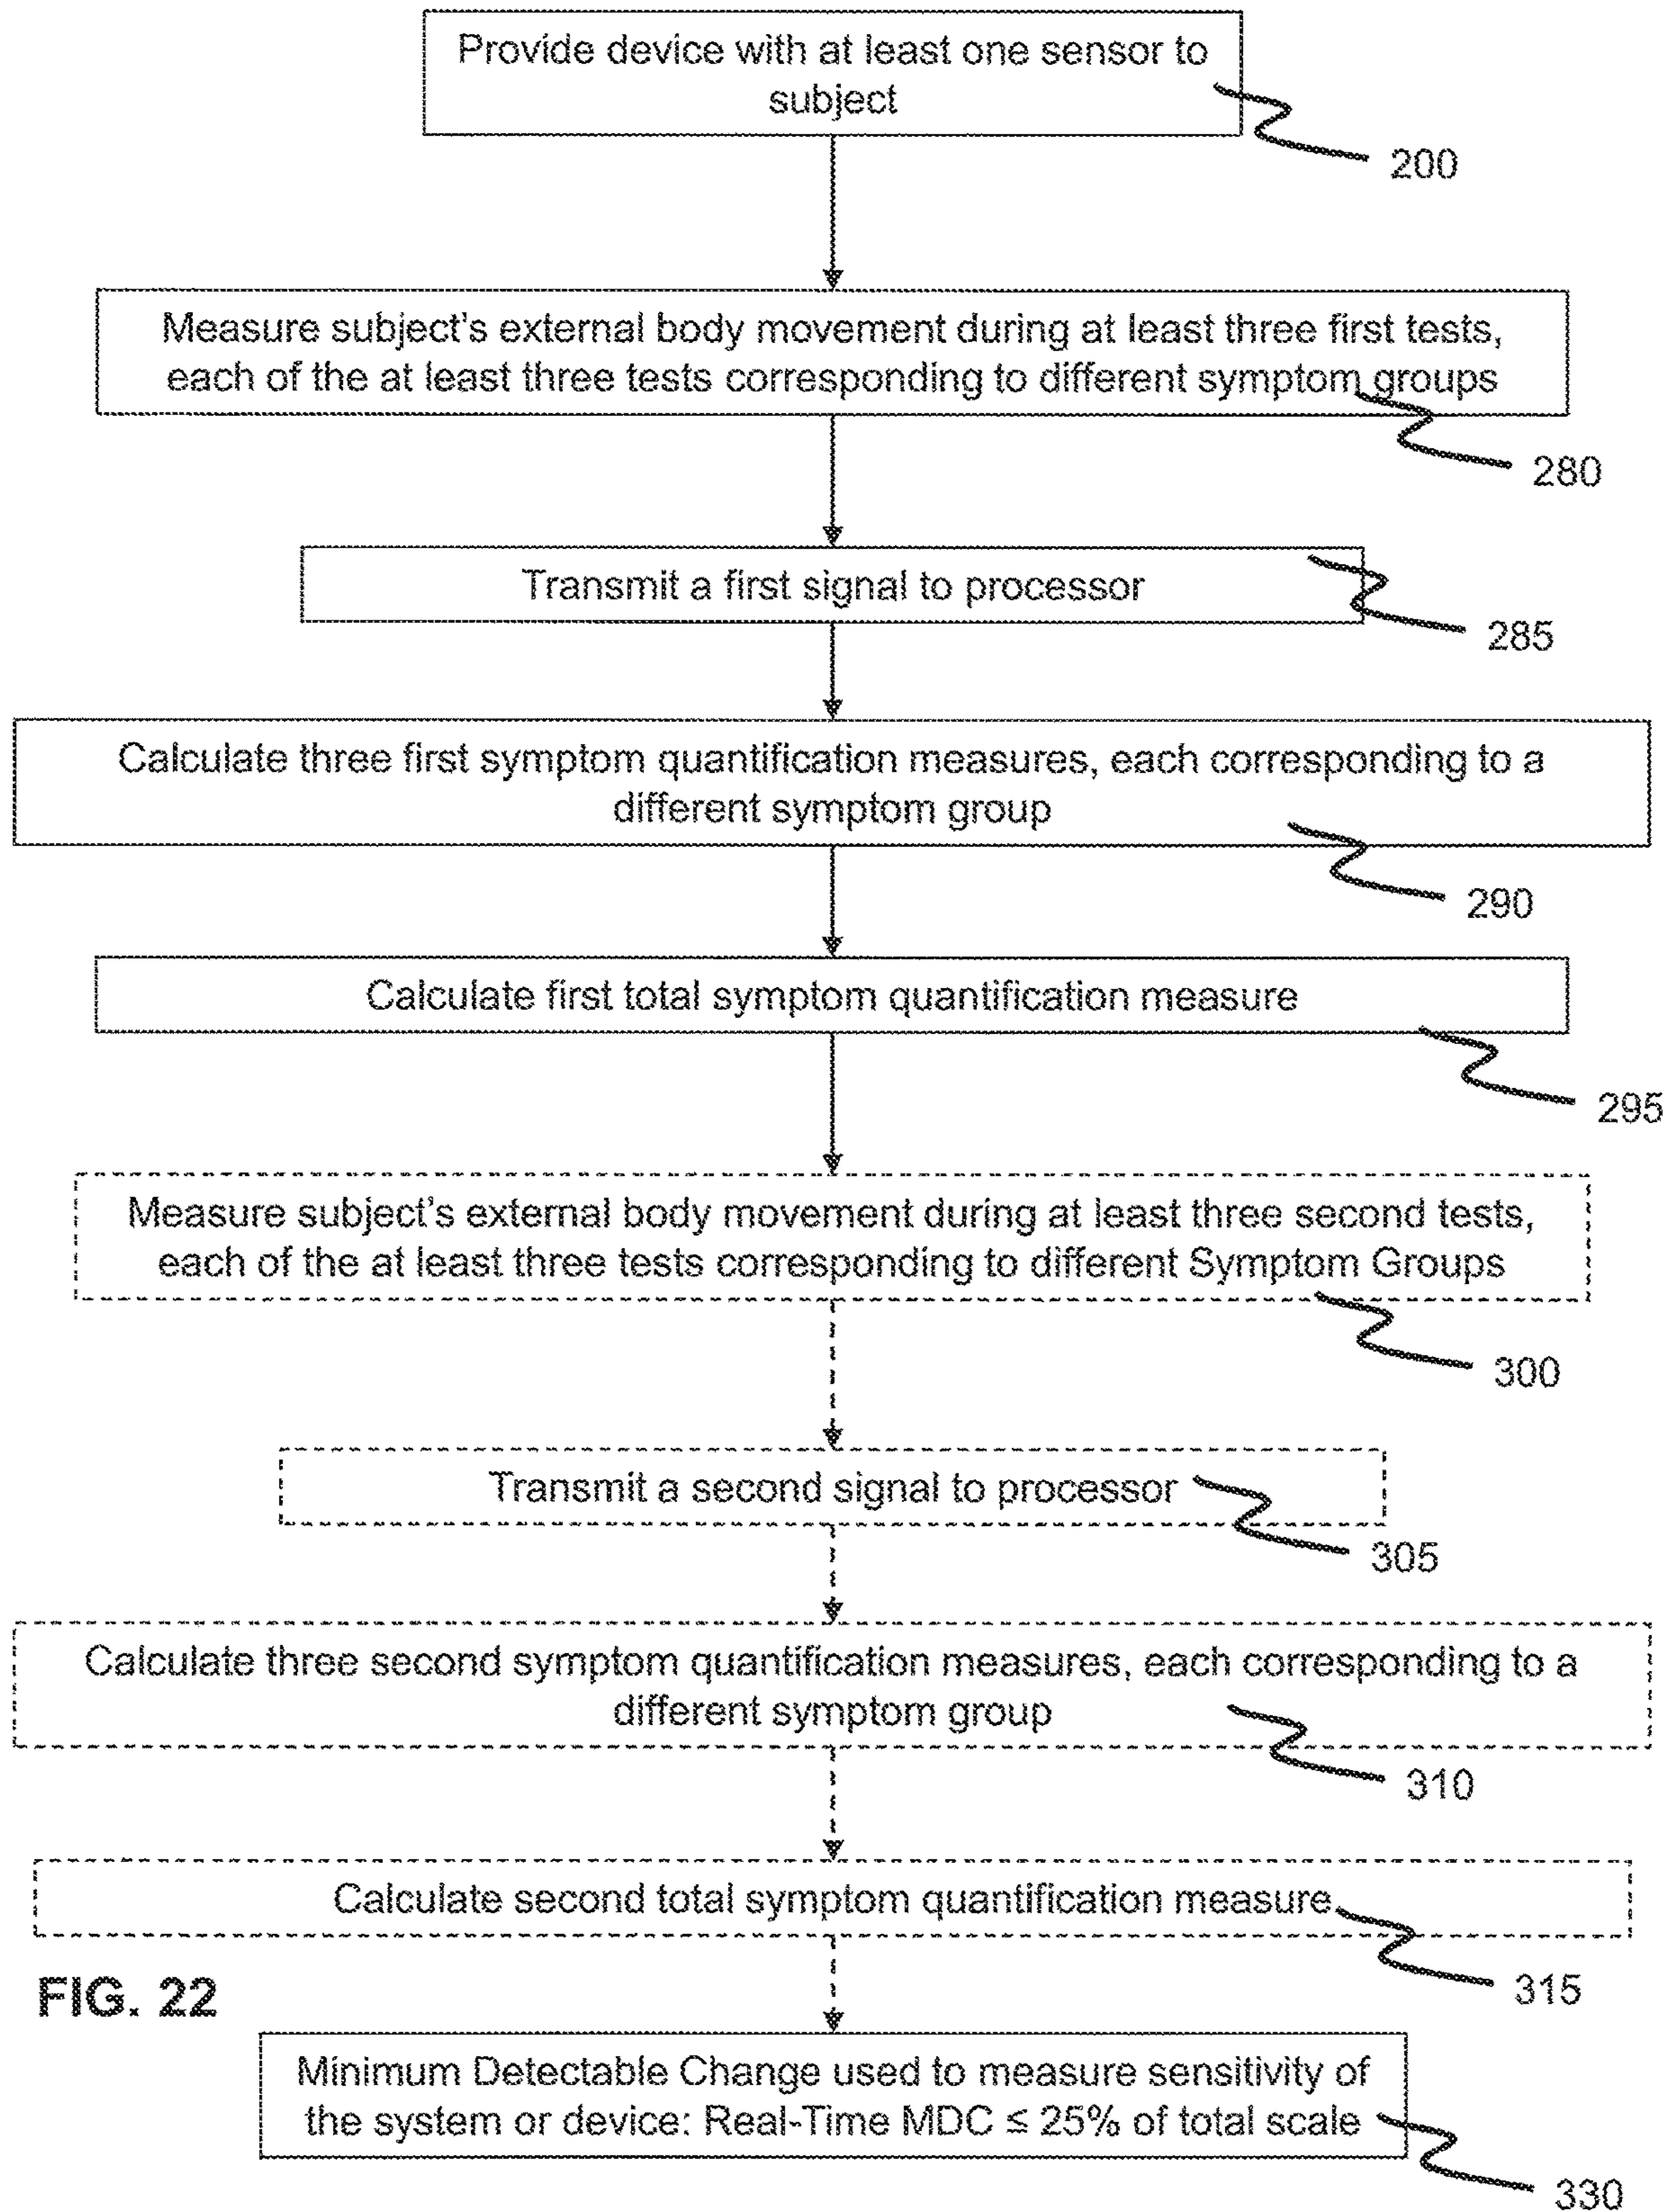 Provide device with at least one sensor to
subject
200
Measure subject's external body movement during at least three first tests,
each of the at least three tests corresponding to different symptom groups
280
Transmit a first signal to processor
285
Calculate three first symptom quantification measures, each corresponding to a
different symptom group
290
Calculate first total symptom quantification measure
295
Measure subject's external body movement during at least three second tests,
each of the at least three tests corresponding to different Symptom Groups
300
Transmit a second signal to processor
305
Calculate three second symptom quantification measures, each corresponding to a
different symptom group
310
Calculate second total symptom quantification measure
315
FIG. 22
Minimum Detectable Change used to measure sensitivity of
the system or device: Real-Time MDC ≤ 25% of total scale
330